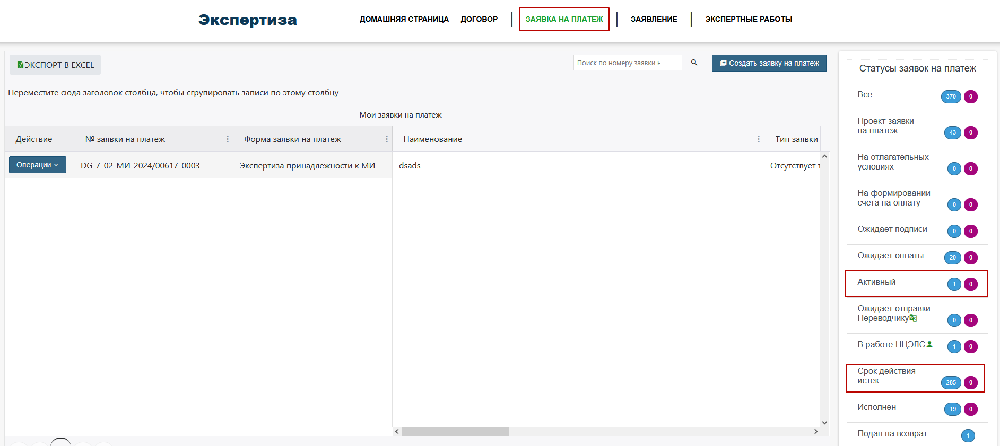 Экспертиза
ДОМАШНЯЯ СТРАНИЦА
ДОГОВОР
ЗАЯВКА НА ПЛАТЕЖ
ЗАЯВЛЕНИЕ
ЭКСПЕРТНЫЕ РАБОТЫ
ЭКСПОРТ В EXCEL
Поиск по номеру заявки н
Создать заявку на платеж
Переместите сюда заголовок столбца, чтобы сгрупировать записи по этому столбцу
Мои заявки на платеж
Действие
№ заявки на платеж
Форма заявки на платеж
Наименование
Тип заявки
Операции
DG-7-02-МИ-2024/00617-0003
Экспертиза принадлежности к МИ
dsads
Отсутствует т
Статусы заявок на платеж
Все 370 0
Проект заявки
на платеж 43 0
На отлагательных
условиях 0 0
На формировании
счета на оплату 0 0
Ожидает подписи 0 0
Ожидает оплаты 20 0
Активный 1 0
Ожидает отправки
Переводчику 0 0
В работе НЦЭЛС 1 0
Срок действия
истек 285 0
Исполнен 19 0
Подан на возврат 1